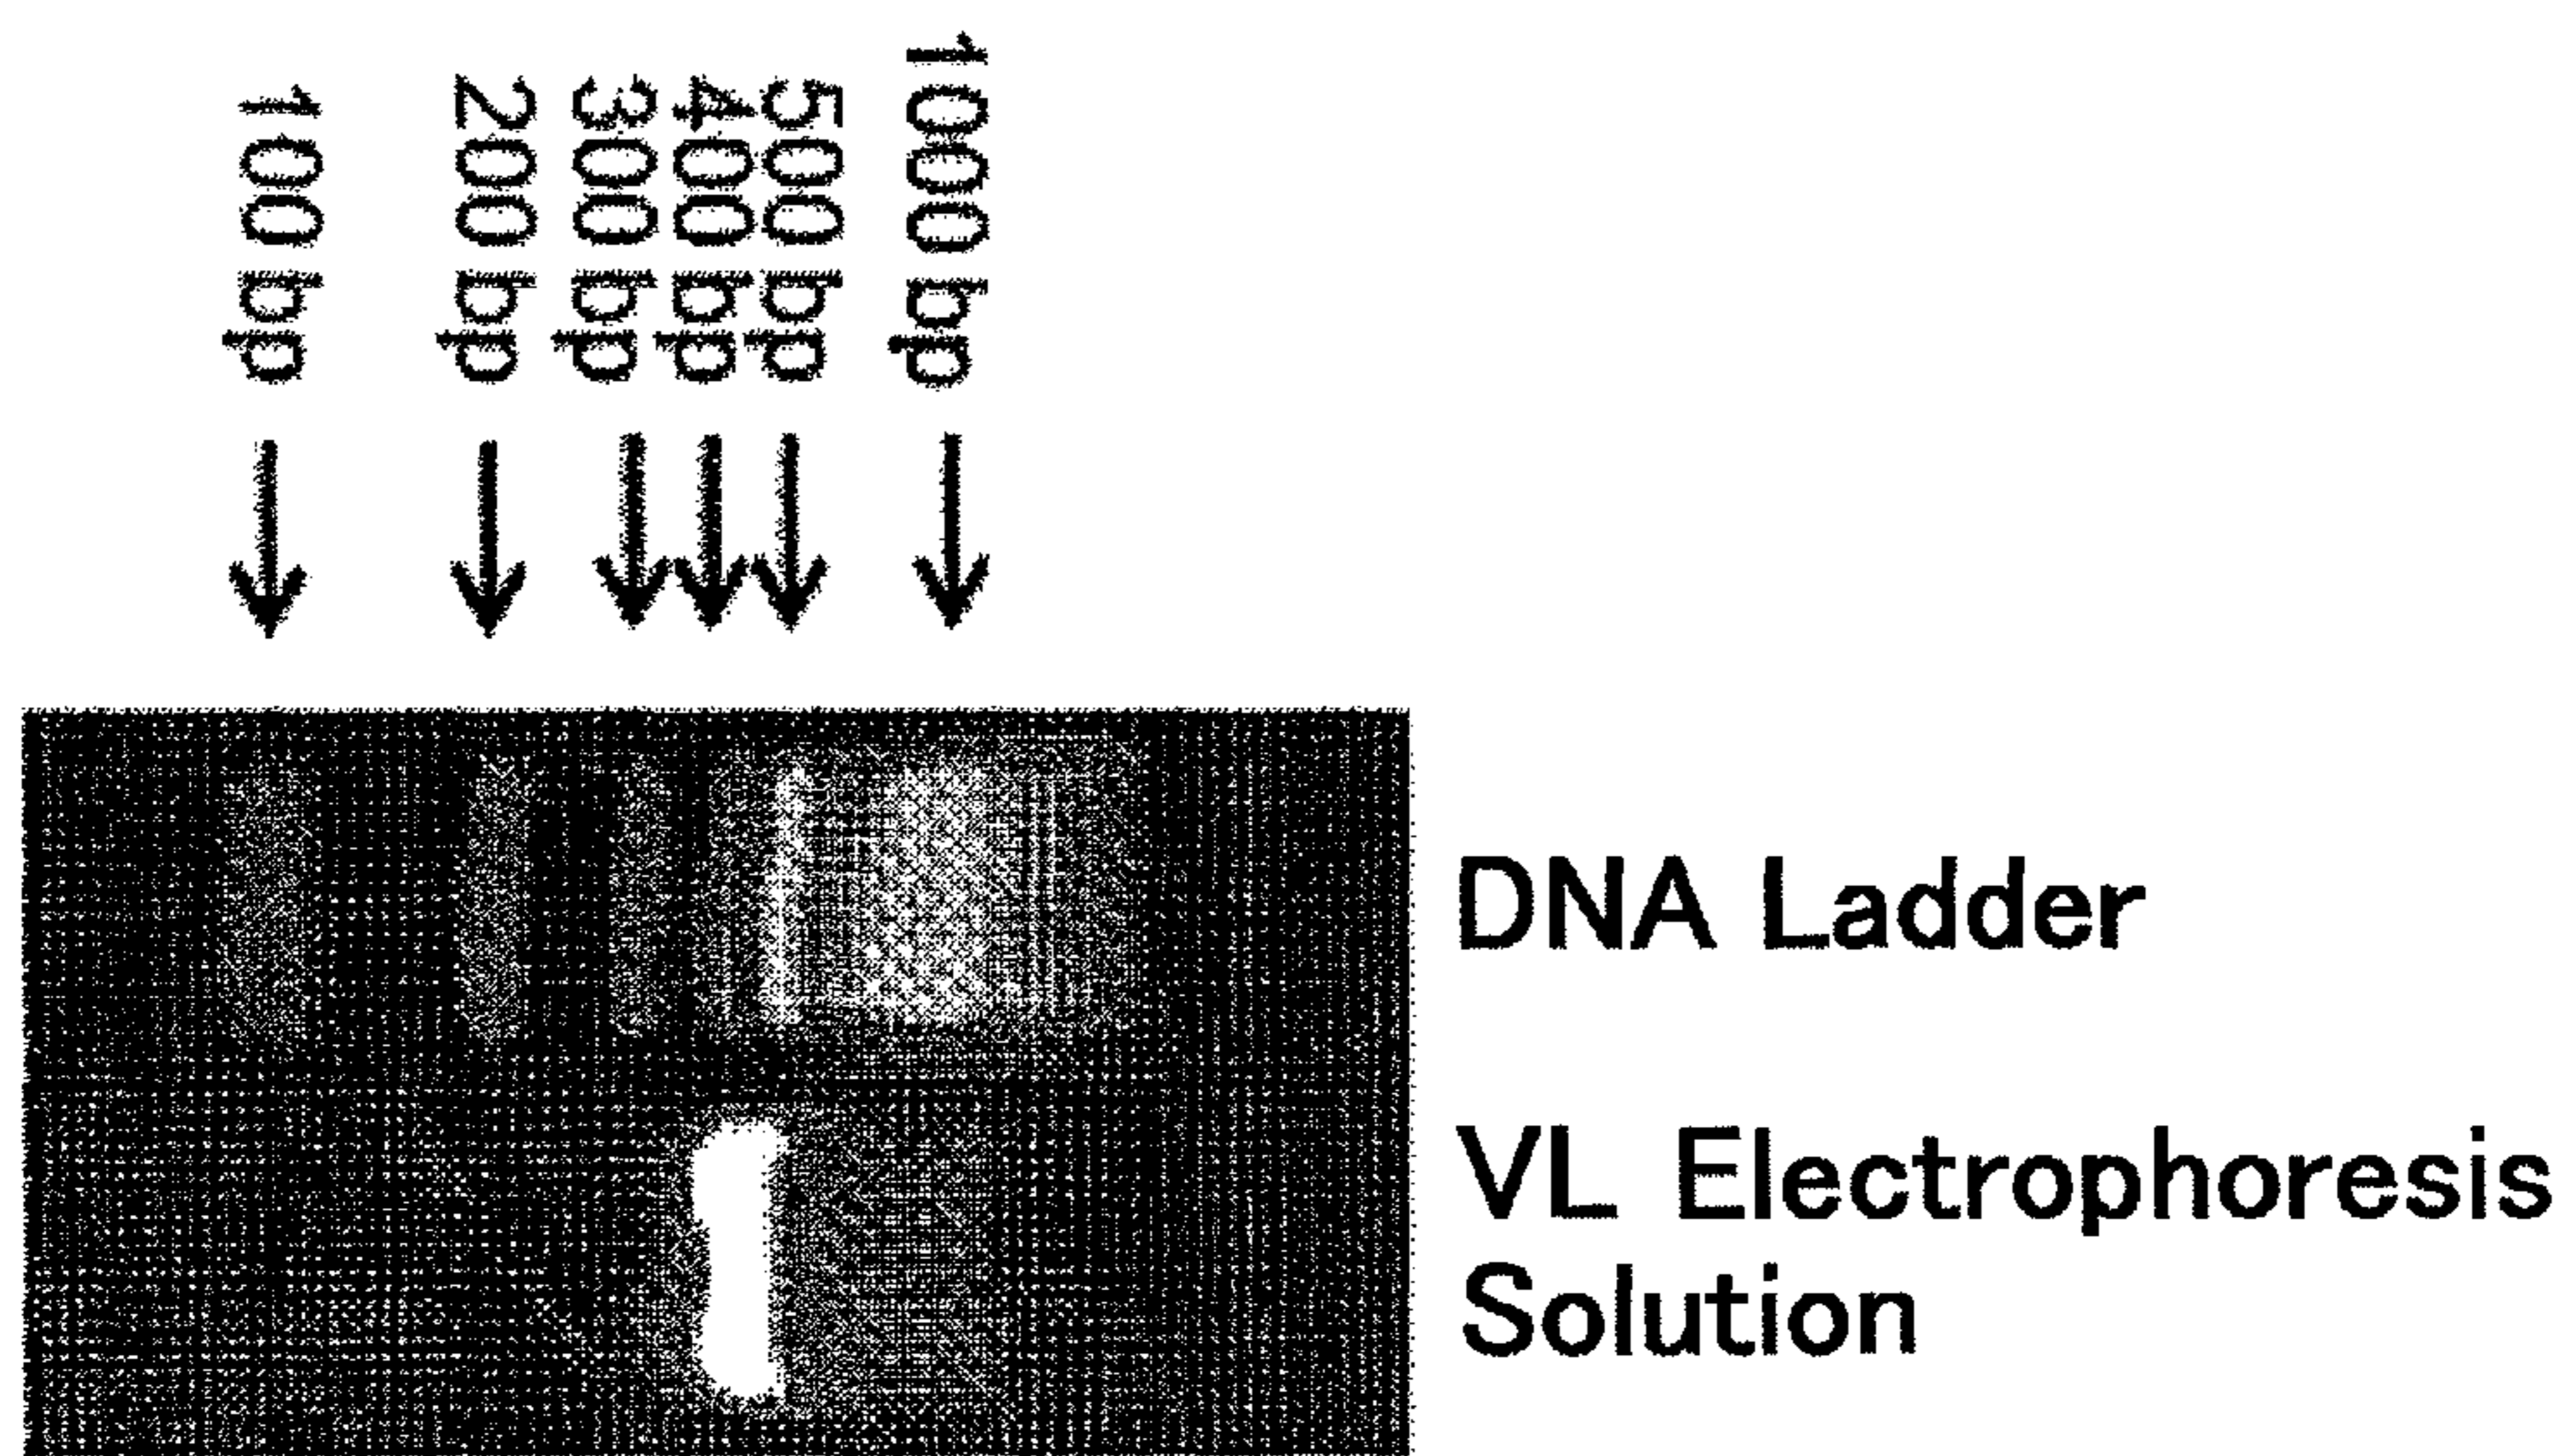 100 bp
200 bp
300 bp
400 bp
500 bp
1000 bp
DNA Ladder
VL Electrophoresis
Solution